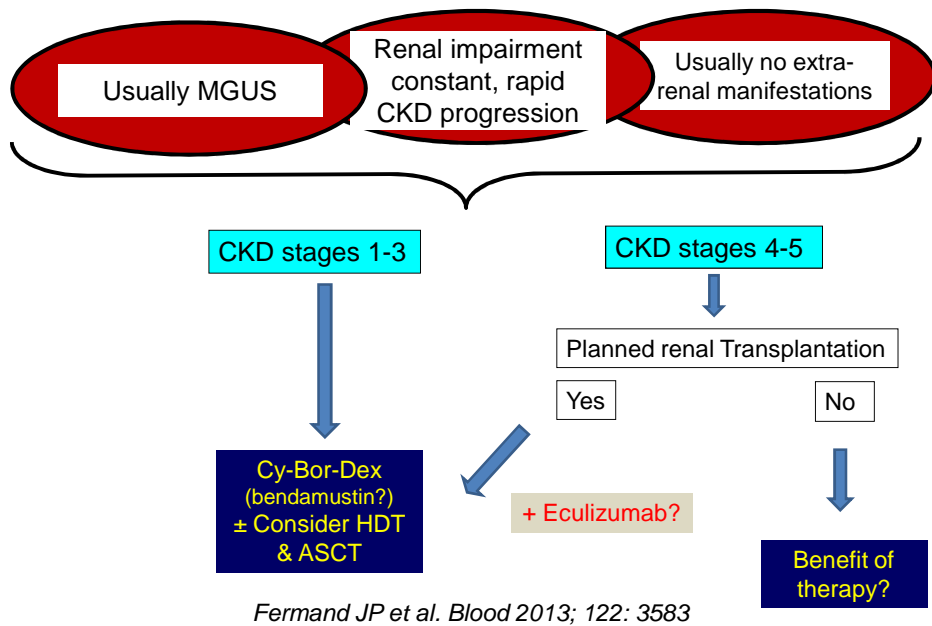 Usually MGUS
Renal impairment
constant, rapid
CKD progression
Usually no extra-
renal manifestations
CKD stages 1-3
CKD stages 4-5
Planned renal Transplantation
Yes
No
Cy-Bor-Dex
(bendamustin?)
± Consider HDT
& ASCT
+ Eculizumab?
Benefit of
therapy?
Fermand JP et al. Blood 2013; 122: 3583